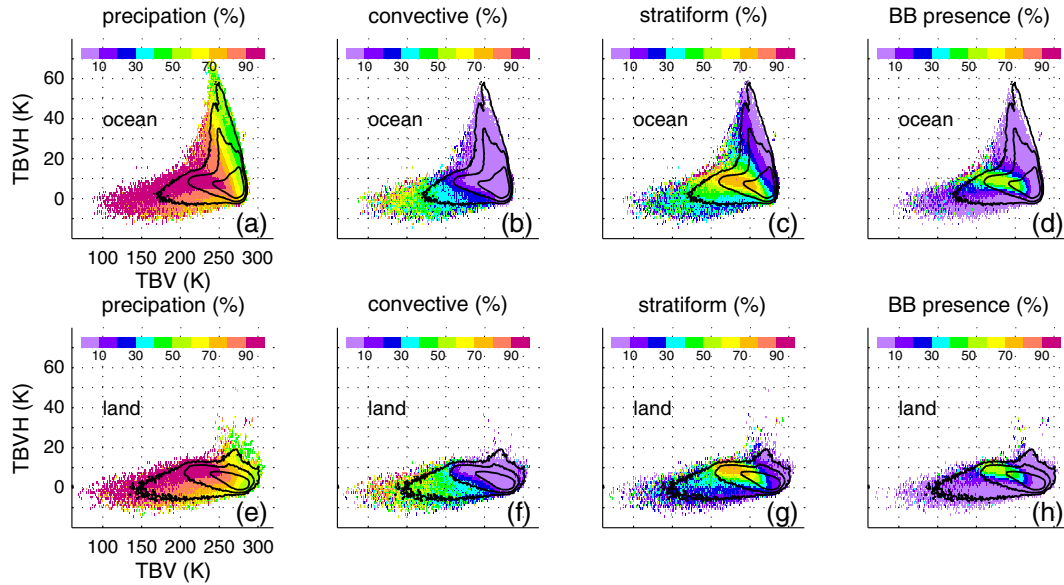 precipation (%)
convective (%)
stratiform (%)
BB presence (%)
10 30 50 70 90
10 30 50 70 90
10 30 50 70 90
10 30 50 70 90
TBVH (K)
60
40
20
0
ocean
ocean
ocean
ocean
(a)
(b)
(c)
(d)
100 150 200 250 300
TBV (K)
precipation (%)
convective (%)
stratiform (%)
BB presence (%)
10 30 50 70 90
10 30 50 70 90
10 30 50 70 90
10 30 50 70 90
TBVH (K)
60
40
20
0
land
land
land
land
(e)
(f)
(g)
(h)
100 150 200 250 300
TBV (K)